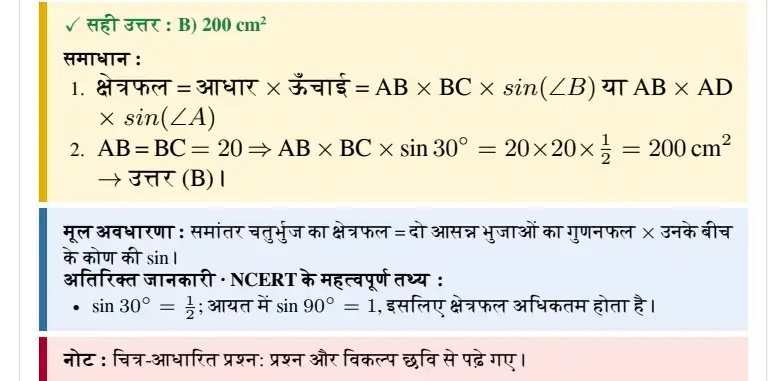 ✓ सही उत्तर : B) 200 cm²
समाधान :
1. क्षेत्रफल = आधार × ऊँचाई = AB × BC × sin(∠B) या AB × AD
× sin(∠A)
2. AB = BC = 20 ⇒ AB × BC × sin 30° = 20×20×1/2 = 200 cm²
→ उत्तर (B)।
मूल अवधारणा : समांतर चतुर्भुज का क्षेत्रफल = दो आसन्न भुजाओं का गुणनफल × उनके बीच
के कोण की sin।
अतिरिक्त जानकारी · NCERT के महत्वपूर्ण तथ्य :
• sin 30° = 1/2; आयत में sin 90° = 1, इसलिए क्षेत्रफल अधिकतम होता है।
नोट : चित्र-आधारित प्रश्न: प्रश्न और विकल्प छवि से पढ़े गए।